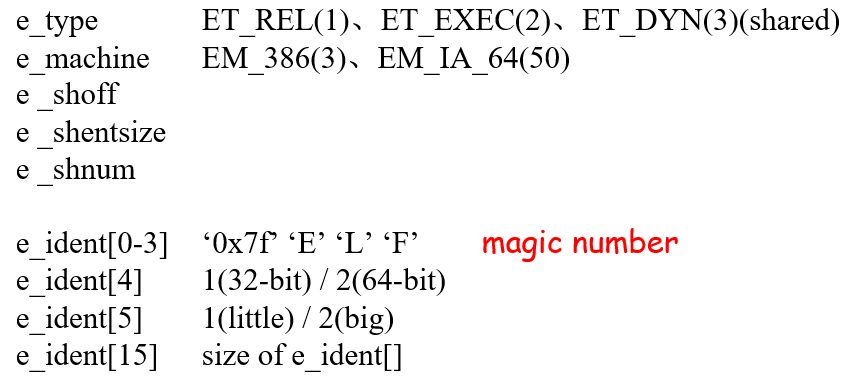 e_type ET_REL(1)、ET_EXEC(2)、ET_DYN(3)(shared)
e_machine EM_386(3)、EM_IA_64(50)
e _shoff
e _shentsize
e _shnum
e_ident[0-3] ‘0x7f’ ‘E’ ‘L’ ‘F’ magic number
e_ident[4] 1(32-bit) / 2(64-bit)
e_ident[5] 1(little) / 2(big)
e_ident[15] size of e_ident[]